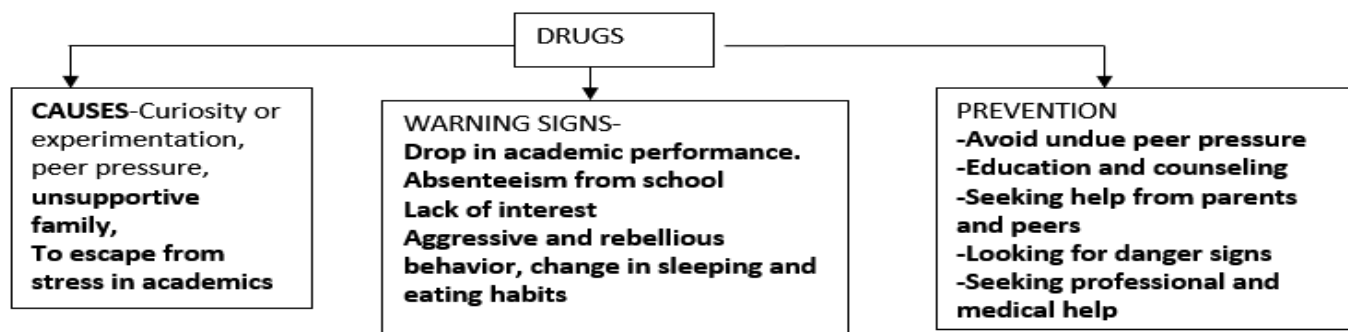 DRUGS
CAUSES-Curiosity or
experimentation,
peer pressure,
unsupportive
family,
To escape from
stress in academics
WARNING SIGNS-
Drop in academic performance.
Absenteeism from school
Lack of interest
Aggressive and rebellious
behavior, change in sleeping and
eating habits
PREVENTION
-Avoid undue peer pressure
-Education and counseling
-Seeking help from parents
and peers
-Looking for danger signs
-Seeking professional and
medical help